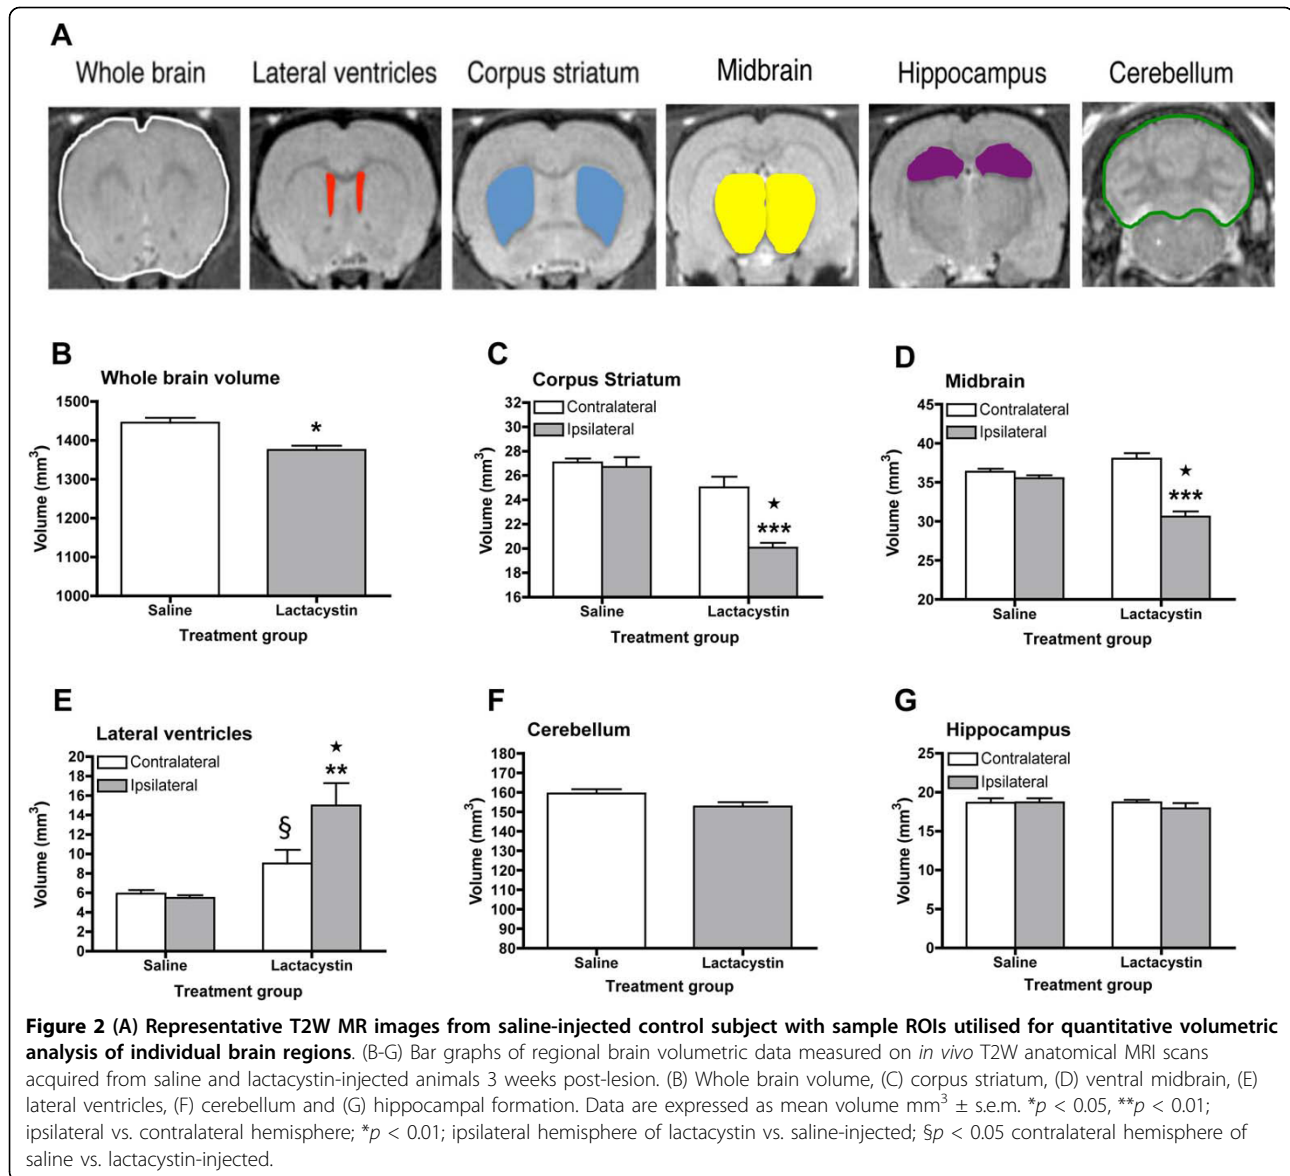 A
Whole brain
Lateral ventricles
Corpus striatum
Midbrain
Hippocampus
Cerebellum
B
Whole brain volume
1500
1400
1300
1200
1100
1000
Volume (mm³)
*
Saline
Lactacystin
Treatment group
C
Corpus Striatum
32
30
28
26
24
22
20
18
16
Volume (mm³)
Contralateral
Ipsilateral
★
***
Saline
Lactacystin
Treatment group
D
Midbrain
45
40
35
30
25
20
Volume (mm³)
Contralateral
Ipsilateral
★
***
Saline
Lactacystin
Treatment group
E
Lateral ventricles
20
18
16
14
12
10
8
6
4
2
0
Volume (mm³)
Contralateral
Ipsilateral
§
★
**
Saline
Lactacystin
Treatment group
F
Cerebellum
180
170
160
150
140
130
120
110
100
90
80
Volume (mm³)
Saline
Lactacystin
Treatment group
G
Hippocampus
25
20
15
10
5
0
Volume (mm³)
Contralateral
Ipsilateral
Saline
Lactacystin
Treatment group
Figure 2 (A) Representative T2W MR images from saline-injected control subject with sample ROIs utilised for quantitative volumetric
analysis of individual brain regions. (B-G) Bar graphs of regional brain volumetric data measured on in vivo T2W anatomical MRI scans
acquired from saline and lactacystin-injected animals 3 weeks post-lesion. (B) Whole brain volume, (C) corpus striatum, (D) ventral midbrain, (E)
lateral ventricles, (F) cerebellum and (G) hippocampal formation. Data are expressed as mean volume mm³ ± s.e.m. *p < 0.05, **p < 0.01;
ipsilateral vs. contralateral hemisphere; *p < 0.01; ipsilateral hemisphere of lactacystin vs. saline-injected; §p < 0.05 contralateral hemisphere of
saline vs. lactacystin-injected.